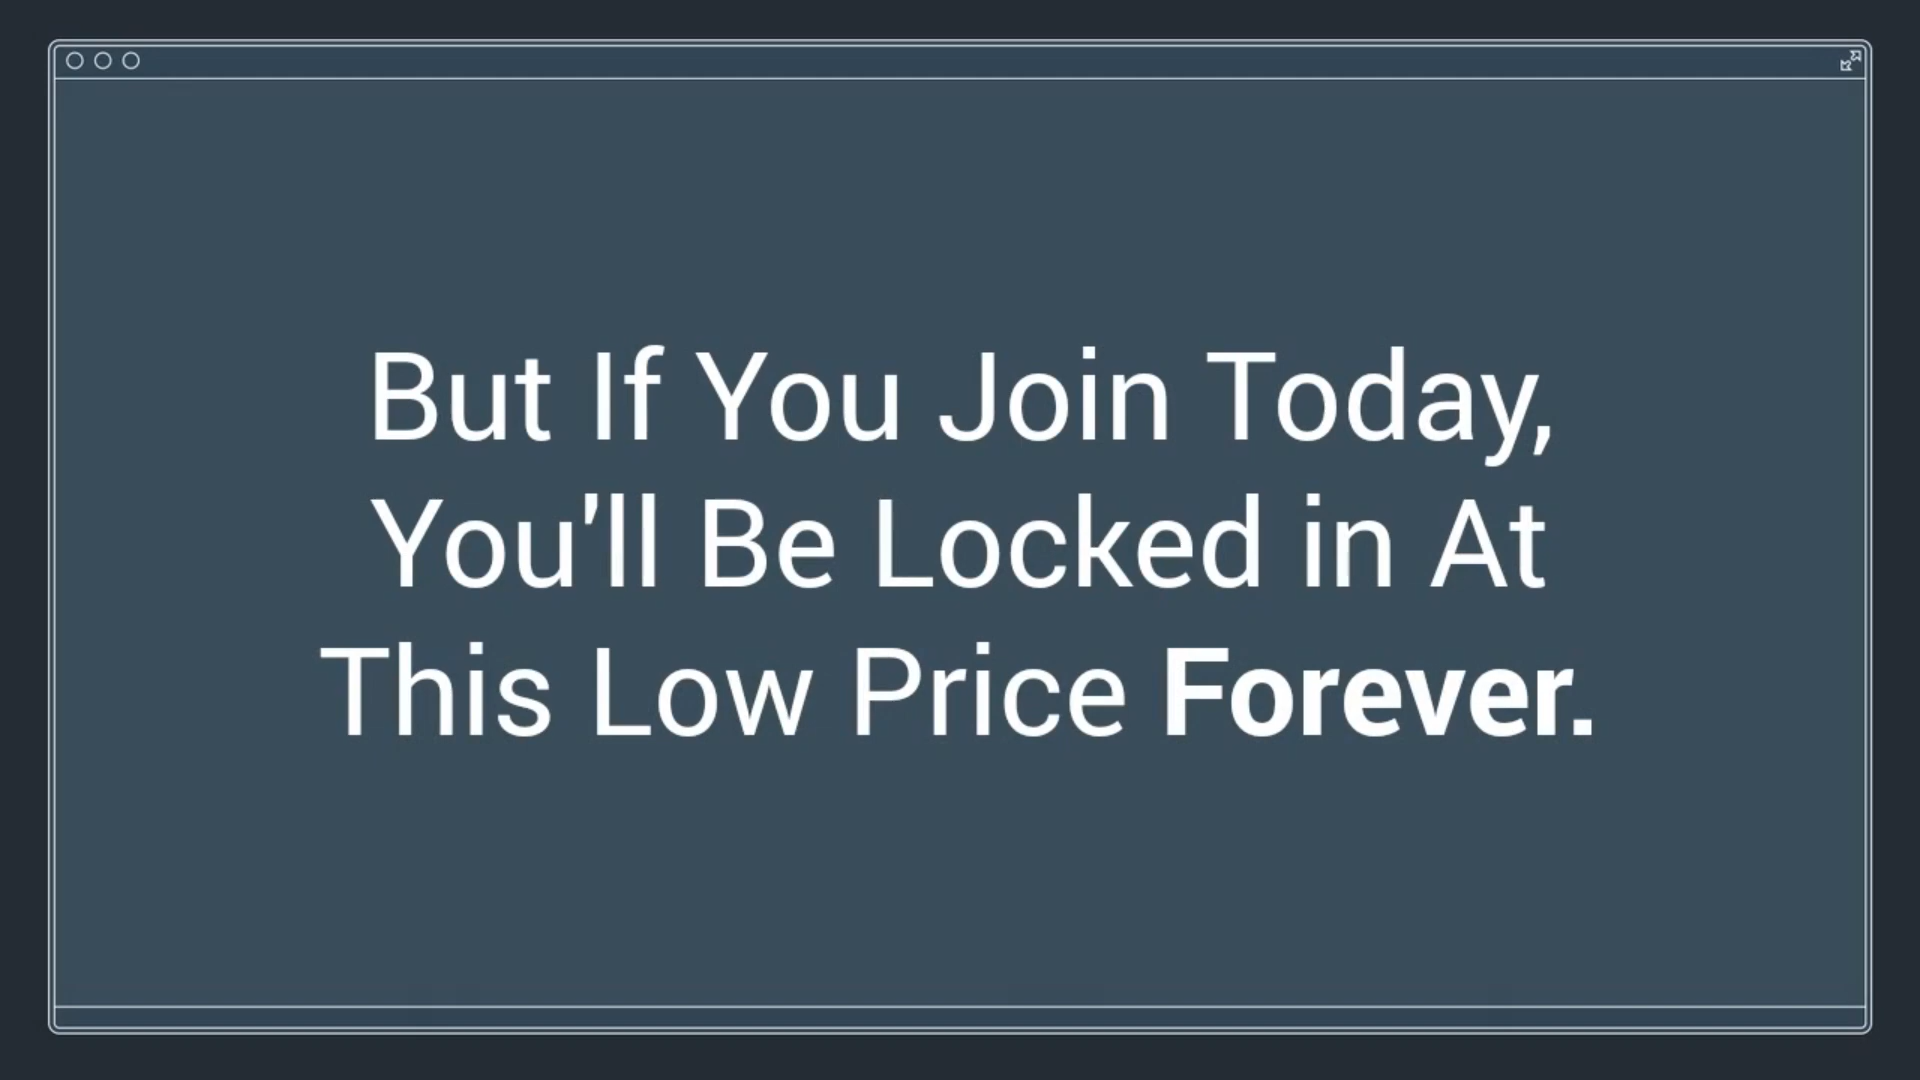 But If You Join Today,
You'll Be Locked in At
This Low Price Forever.